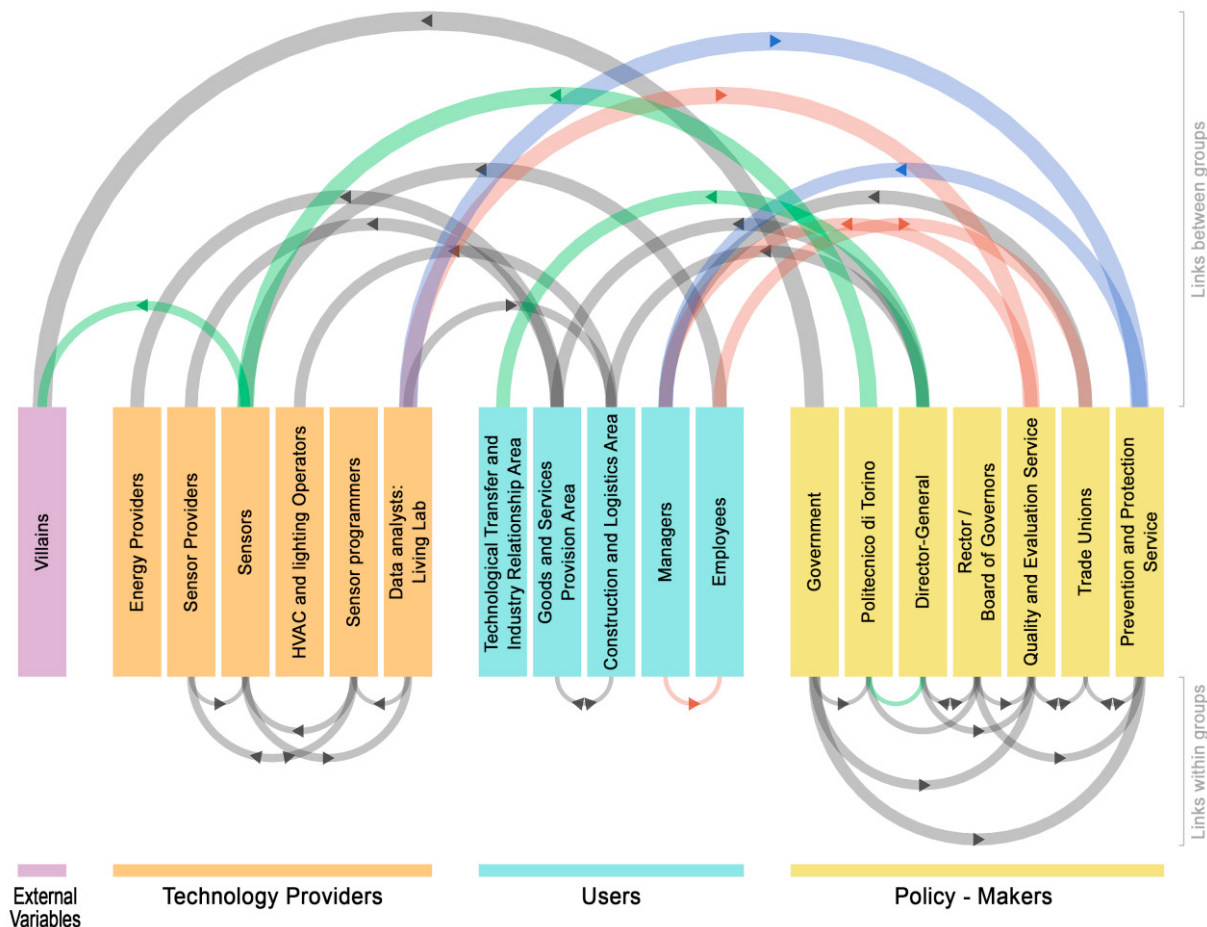 Links between groups
Villains
Energy Providers
Sensor Providers
Sensors
HVAC and lighting Operators
Sensor programmers
Data analysts:
Living Lab
Technological Transfer and
Industry Relationship Area
Goods and Services
Provision Area
Construction and Logistics Area
Managers
Employees
Government
Politecnico di Torino
Director-General
Rector /
Board of Governors
Quality and Evaluation Service
Trade Unions
Prevention and Protection
Service
Links within groups
External
Variables
Technology Providers
Users
Policy - Makers